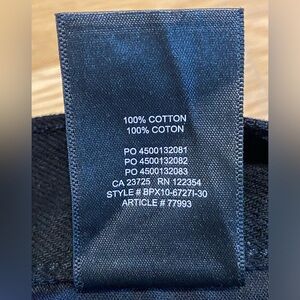 100% COTTON
100% COTON
PO 4500132081
PO 4500132082
PO 4500132083
CA 23725 RN 122354
STYLE # BPX10-6727I-30
ARTICLE # 77993